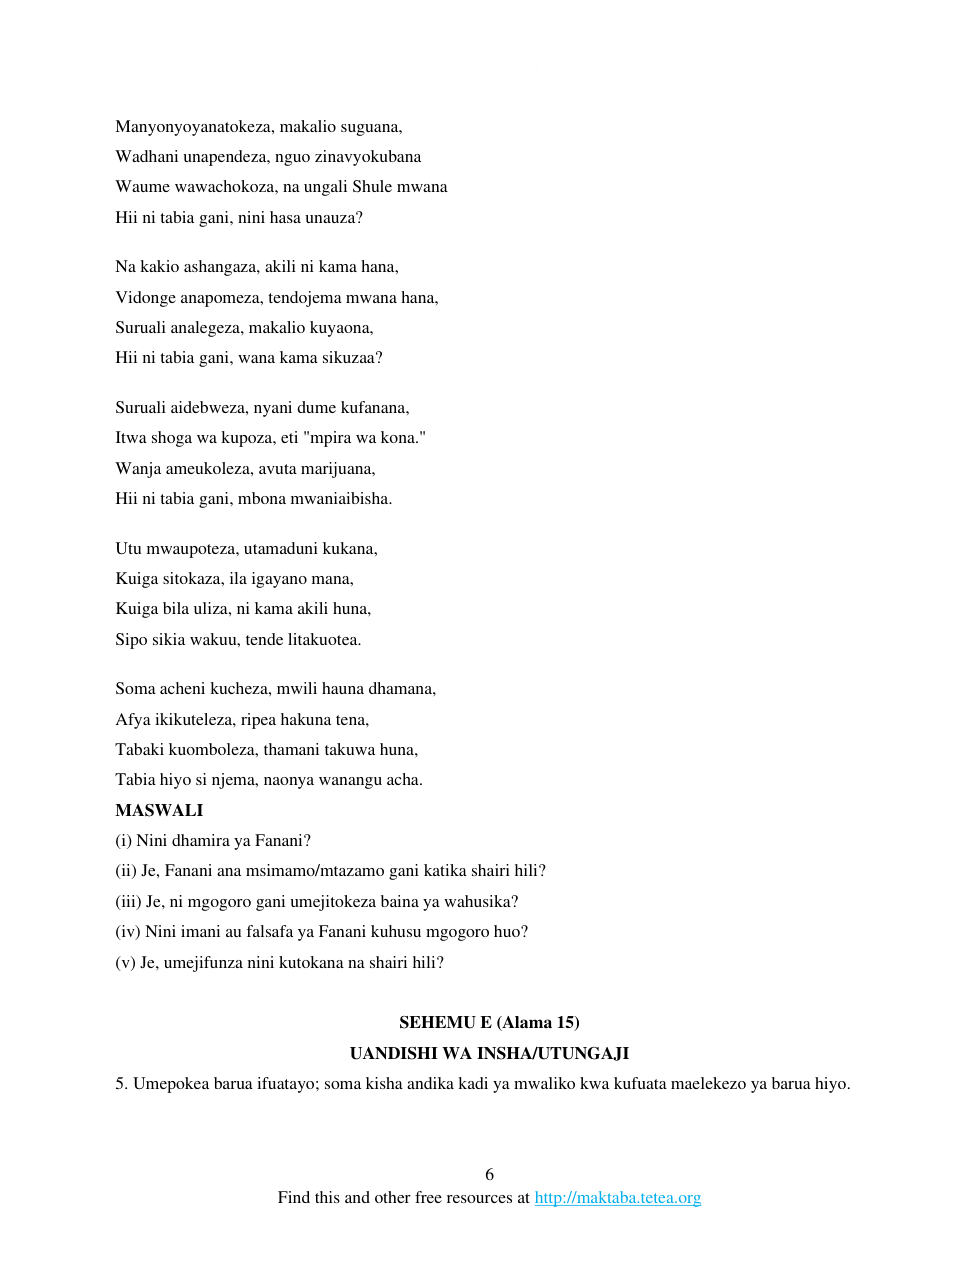 Manyonyoyanatokeza, makalio suguana,
Wadhani unapendeza, nguo zinavyokubana
Waume wawachokoza, na ungali Shule mwana
Hii ni tabia gani, nini hasa unauza?
Na kakio ashangaza, akili ni kama hana,
Vidonge anapomeza, tendojema mwana hana,
Suruali analegeza, makalio kuyaona,
Hii ni tabia gani, wana kama sikuzaa?
Suruali aidebweza, nyani dume kufanana,
Itwa shoga wa kupoza, eti "mpira wa kona."
Wanja ameukoleza, avuta marijuana,
Hii ni tabia gani, mbona mwaniaibisha.
Utu mwaupoteza, utamaduni kukana,
Kuiga sitokaza, ila igayano mana,
Kuiga bila uliza, ni kama akili huna,
Sipo sikia wakuu, tende litakuotea.
Soma acheni kucheza, mwili hauna dhamana,
Afya ikikuteleza, ripea hakuna tena,
Tabaki kuomboleza, thamani takuwa huna,
Tabia hiyo si njema, naonya wanangu acha.
MASWALI
(i) Nini dhamira ya Fanani?
(ii) Je, Fanani ana msimamo/mtazamo gani katika shairi hili?
(iii) Je, ni mgogoro gani umejitokeza baina ya wahusika?
(iv) Nini imani au falsafa ya Fanani kuhusu mgogoro huo?
(v) Je, umejifunza nini kutokana na shairi hili?
SEHEMU E (Alama 15)
UANDISHI WA INSHA/UTUNGAJI
5. Umepokea barua ifuatayo; soma kisha andika kadi ya mwaliko kwa kufuata maelekezo ya barua hiyo.
6
Find this and other free resources at http://maktaba.tetea.org